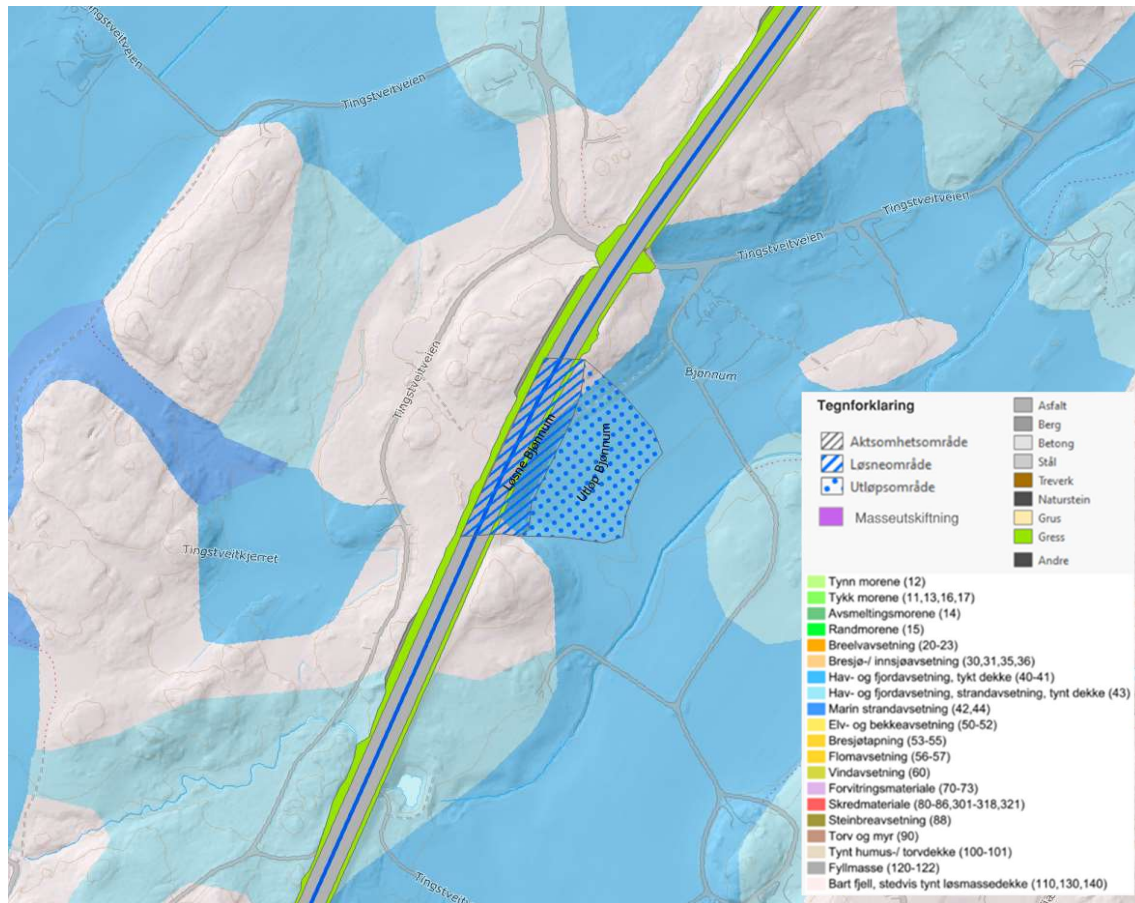 Tingstveitveien
Tingstveitveien
Tingstveitveien
Tingstveitveien
Bjønnum
Tingstveitveien
Løsne Bjønnum
Utløp Bjønnum
Tingstveitkjerret
Tegnforklaring
Aktsomhetsområde
Løsneområde
Utløpsområde
Masseutskiftning
Asfalt
Berg
Betong
Stål
Treverk
Naturstein
Grus
Gress
Andre
Tynn morene (12)
Tykk morene (11,13,16,17)
Avsmeltingsmorene (14)
Randmorene (15)
Breelvavsetning (20-23)
Bresjø-/ innsjøavsetning (30,31,35,36)
Hav- og fjordavsetning, tykt dekke (40-41)
Hav- og fjordavsetning, strandavsetning, tynt dekke (43)
Marin strandavsetning (42,44)
Elv- og bekkeavsetning (50-52)
Bresjøtapning (53-55)
Flomavsetning (56-57)
Vindavsetning (60)
Forvitringsmateriale (70-73)
Skredmateriale (80-86,301-318,321)
Steinbreavsetning (88)
Torv og myr (90)
Tynt humus-/ torvdekke (100-101)
Fyllmasse (120-122)
Bart fjell, stedvis tynt løsmassedekke (110,130,140)